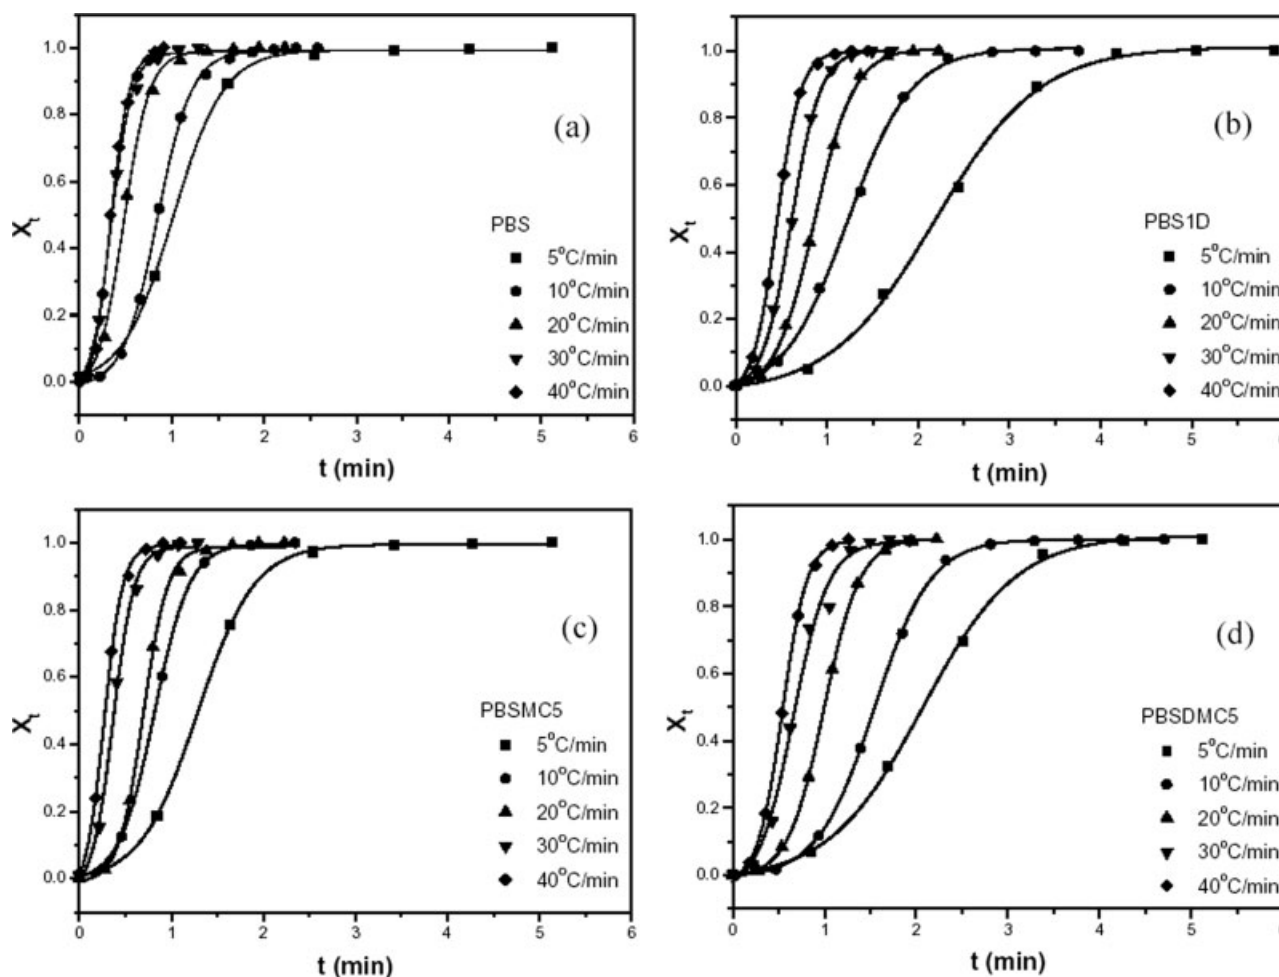 1.0
0.8
0.6
0.4
0.2
0.0
Xt
(a)
PBS
5°C/min
10°C/min
20°C/min
30°C/min
40°C/min
0 1 2 3 4 5 6
t (min)
1.0
0.8
0.6
0.4
0.2
0.0
Xt
(b)
PBS1D
5°C/min
10°C/min
20°C/min
30°C/min
40°C/min
0 1 2 3 4 5
t (min)
1.0
0.8
0.6
0.4
0.2
0.0
Xt
(c)
PBSMC5
5°C/min
10°C/min
20°C/min
30°C/min
40°C/min
0 1 2 3 4 5 6
t (min)
1.0
0.8
0.6
0.4
0.2
0.0
Xt
(d)
PBSDMC5
5°C/min
10°C/min
20°C/min
30°C/min
40°C/min
0 1 2 3 4 5
t (min)